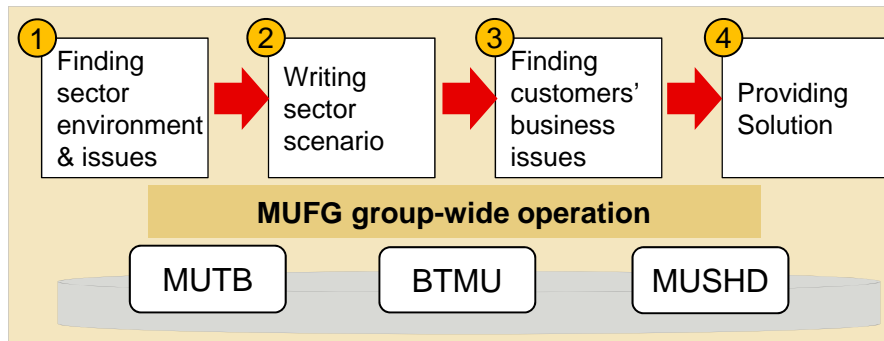 1
Finding
sector
environment
& issues
2
Writing
sector
scenario
3
Finding
customers'
business
issues
4
Providing
Solution
MUFG group-wide operation
MUTB
BTMU
MUSHD